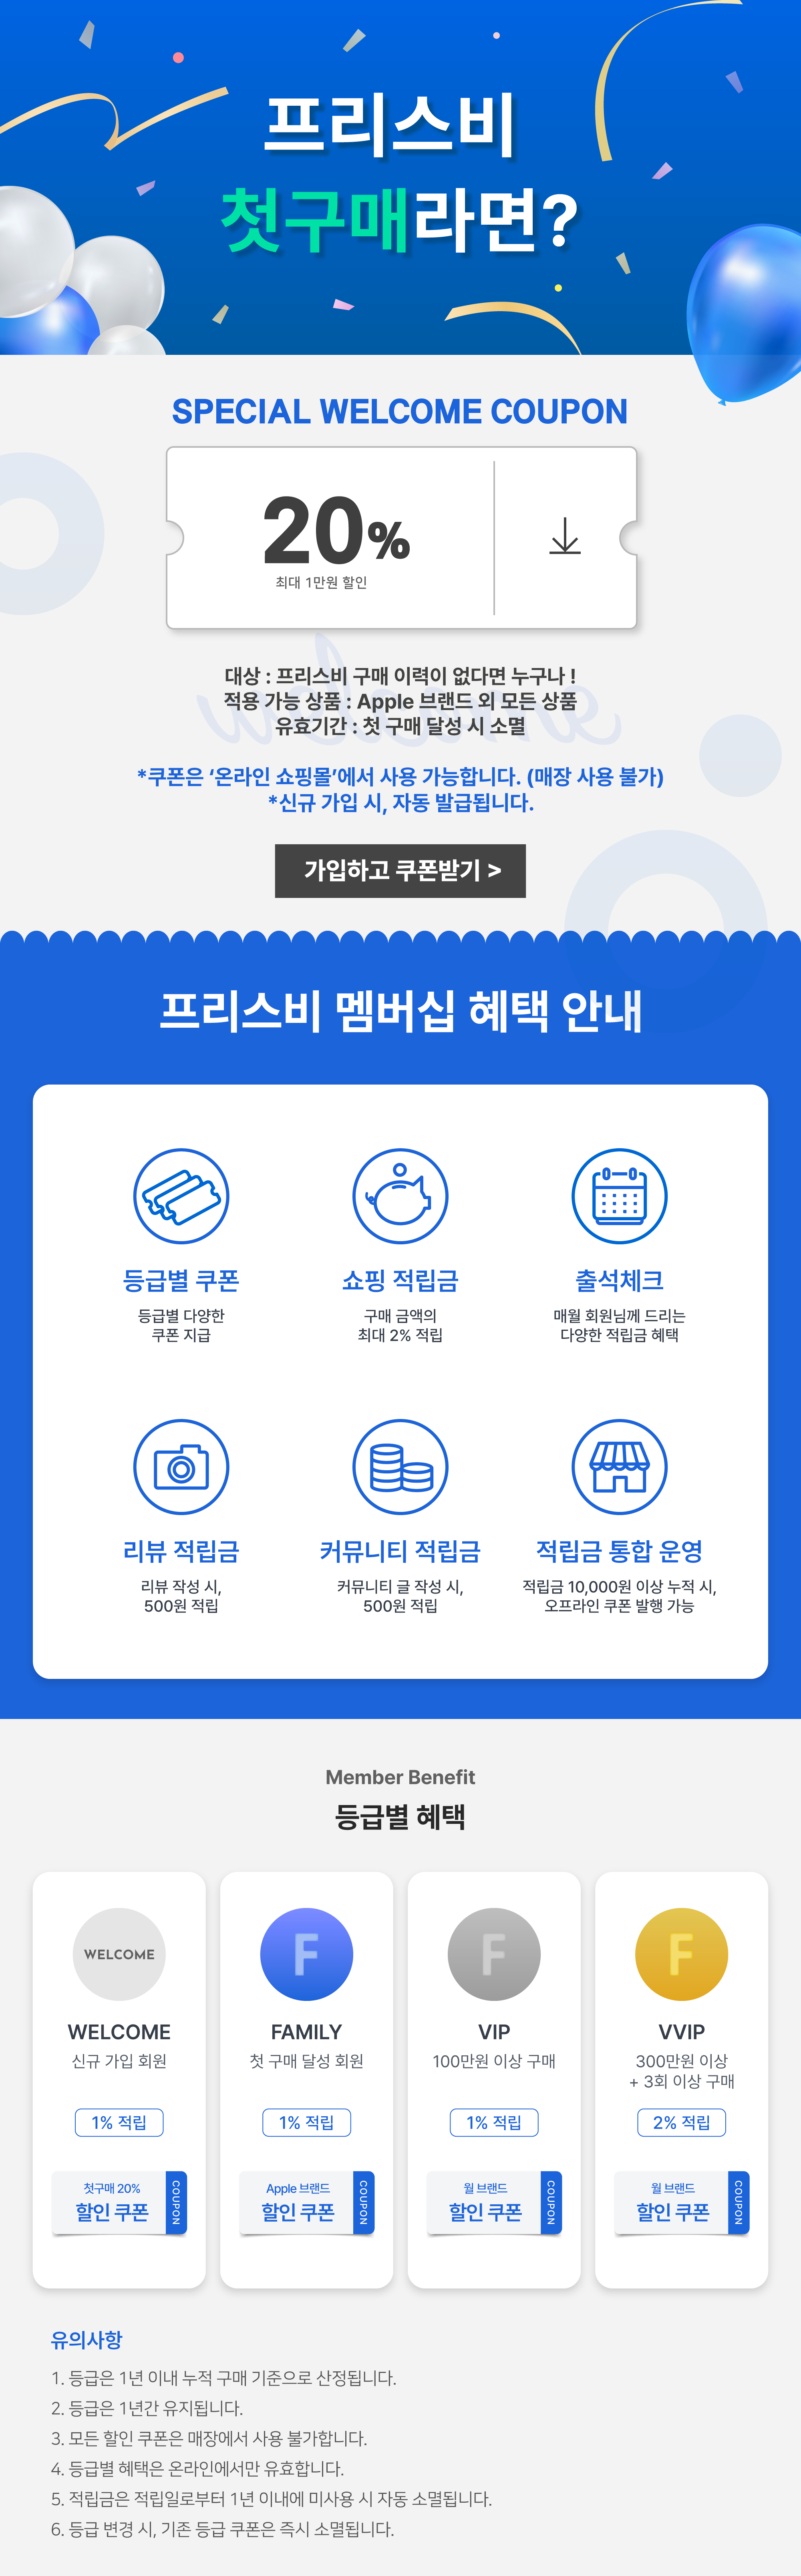 프리스비
첫구매라면?
SPECIAL WELCOME COUPON
20%
최대 1만원 할인
대상 : 프리스비 구매 이력이 없다면 누구나 !
적용 가능 상품 : Apple 브랜드 외 모든 상품
유효기간 : 첫 구매 달성 시 소멸
*쿠폰은 ‘온라인 쇼핑몰’에서 사용 가능합니다. (매장 사용 불가)
*신규 가입 시, 자동 발급됩니다.
가입하고 쿠폰받기 >
프리스비 멤버십 혜택 안내
등급별 쿠폰
등급별 다양한
쿠폰 지급
쇼핑 적립금
구매 금액의
최대 2% 적립
출석체크
매월 회원님께 드리는
다양한 적립금 혜택
리뷰 적립금
리뷰 작성 시,
500원 적립
커뮤니티 적립금
커뮤니티 글 작성 시,
500원 적립
적립금 통합 운영
적립금 10,000원 이상 누적 시,
오프라인 쿠폰 발행 가능
Member Benefit
등급별 혜택
WELCOME
WELCOME
신규 가입 회원
1% 적립
첫구매 20%
할인 쿠폰
COUPON
F
FAMILY
첫 구매 달성 회원
1% 적립
Apple 브랜드
할인 쿠폰
COUPON
F
VIP
100만원 이상 구매
1% 적립
월 브랜드
할인 쿠폰
COUPON
F
VVIP
300만원 이상
+ 3회 이상 구매
2% 적립
월 브랜드
할인 쿠폰
COUPON
유의사항
1. 등급은 1년 이내 누적 구매 기준으로 산정됩니다.
2. 등급은 1년간 유지됩니다.
3. 모든 할인 쿠폰은 매장에서 사용 불가합니다.
4. 등급별 혜택은 온라인에서만 유효합니다.
5. 적립금은 적립일로부터 1년 이내에 미사용 시 자동 소멸됩니다.
6. 등급 변경 시, 기존 등급 쿠폰은 즉시 소멸됩니다.